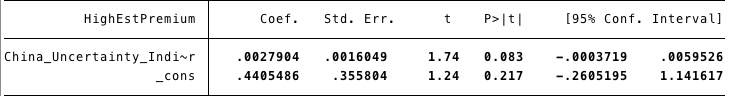 HighEstPremium Coef. Std. Err. t P>|t| [95% Conf. Interval]
China_Uncertainty_Indi~r .0027904 .0016049 1.74 0.083 -.0003719 .0059526
_cons .4405486 .355804 1.24 0.217 -.2605195 1.141617